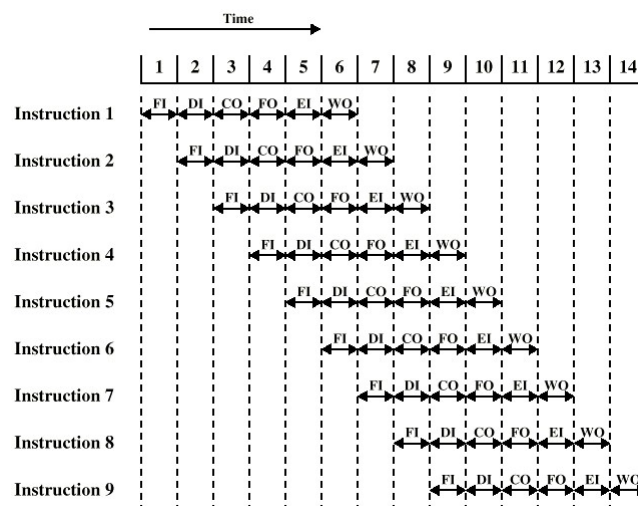 Time
1 2 3 4 5 6 7 8 9 10 11 12 13 14
Instruction 1 FI DI CO FO EI WO
Instruction 2 FI DI CO FO EI WO
Instruction 3 FI DI CO FO EI WO
Instruction 4 FI DI CO FO EI WO
Instruction 5 FI DI CO FO EI WO
Instruction 6 FI DI CO FO EI WO
Instruction 7 FI DI CO FO EI WO
Instruction 8 FI DI CO FO EI WO
Instruction 9 FI DI CO FO EI WO